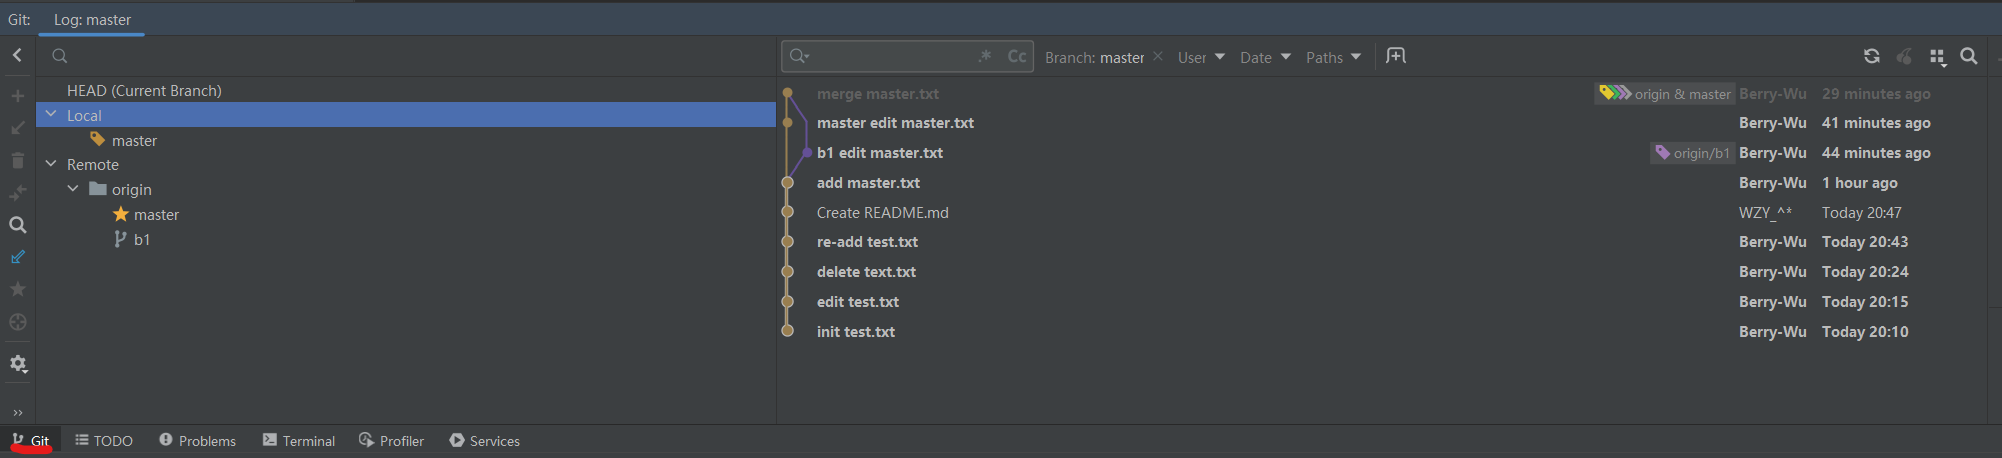 Git: Log: master
.* Cc Branch: master × User Date Paths
HEAD (Current Branch)
Local
master
Remote
origin
master
b1
merge master.txt origin & master Berry-Wu 29 minutes ago
master edit master.txt Berry-Wu 41 minutes ago
b1 edit master.txt origin/b1 Berry-Wu 44 minutes ago
add master.txt Berry-Wu 1 hour ago
Create README.md WZY_^* Today 20:47
re-add test.txt Berry-Wu Today 20:43
delete text.txt Berry-Wu Today 20:24
edit test.txt Berry-Wu Today 20:15
init test.txt Berry-Wu Today 20:10
Git TODO Problems Terminal Profiler Services